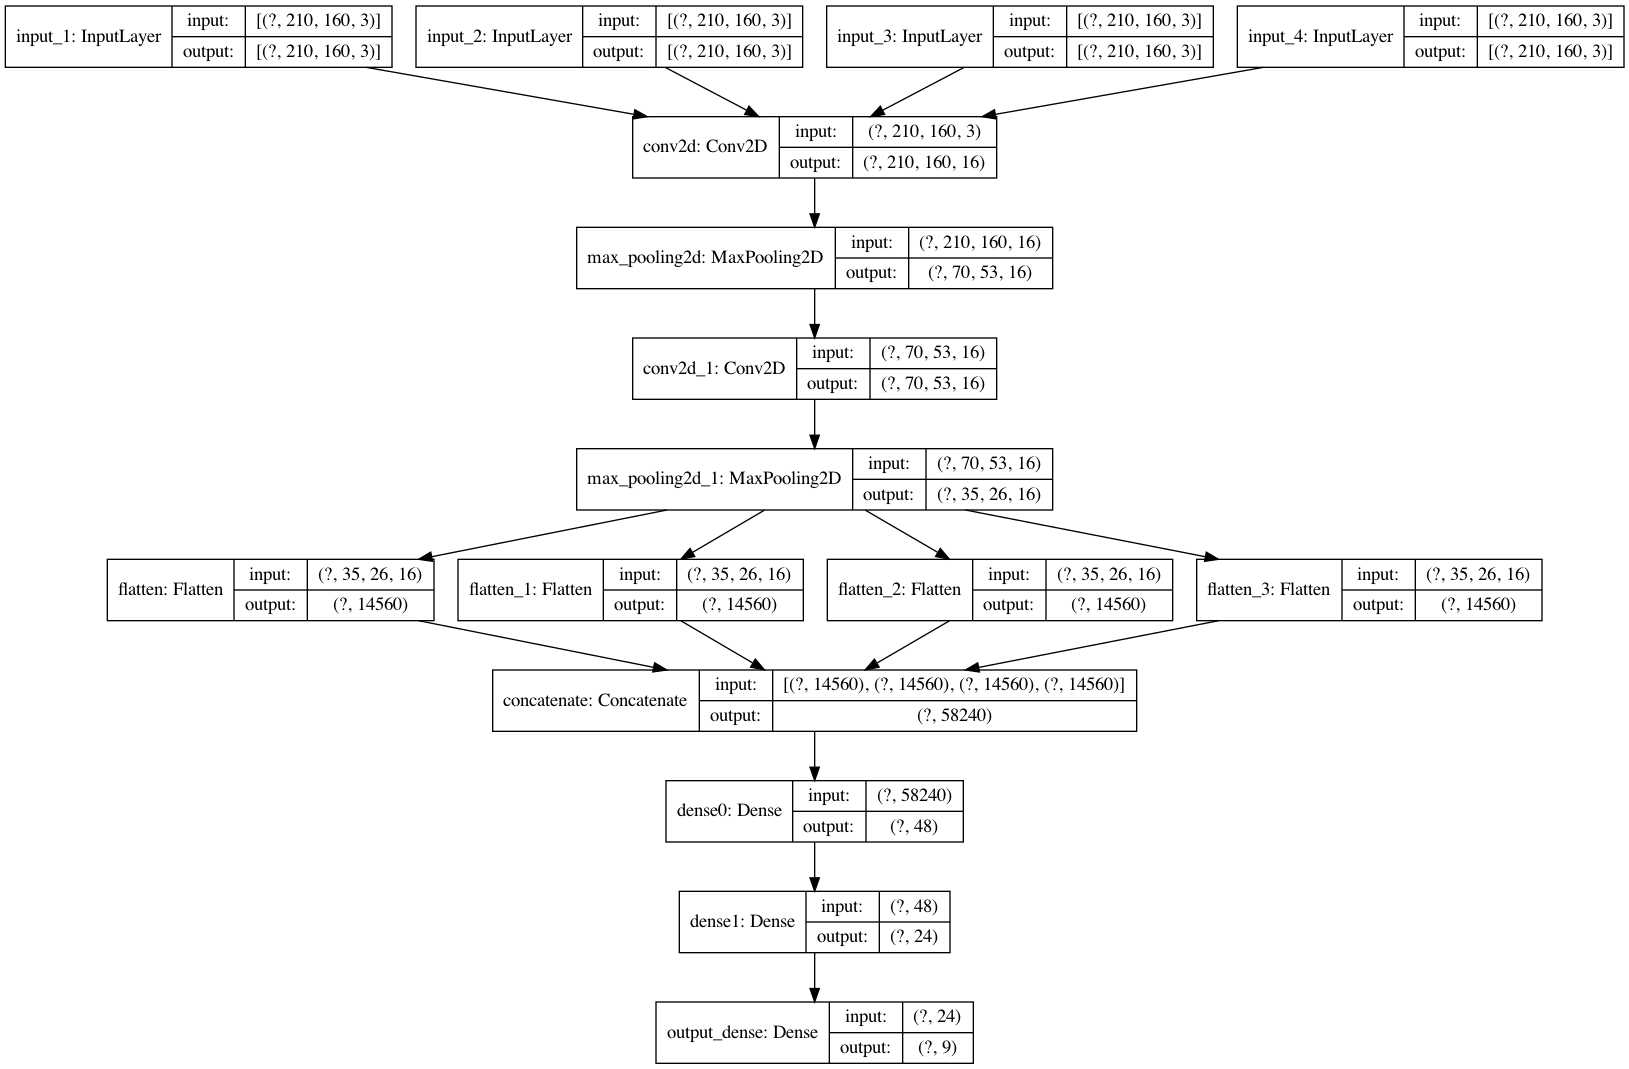 input_1: InputLayer
input:
[(?, 210, 160, 3)]
output:
[(?, 210, 160, 3)]
input_2: InputLayer
input:
[(?, 210, 160, 3)]
output:
[(?, 210, 160, 3)]
input_3: InputLayer
input:
[(?, 210, 160, 3)]
output:
[(?, 210, 160, 3)]
input_4: InputLayer
input:
[(?, 210, 160, 3)]
output:
[(?, 210, 160, 3)]
conv2d: Conv2D
input:
(?, 210, 160, 3)
output:
(?, 210, 160, 16)
max_pooling2d: MaxPooling2D
input:
(?, 210, 160, 16)
output:
(?, 70, 53, 16)
conv2d_1: Conv2D
input:
(?, 70, 53, 16)
output:
(?, 70, 53, 16)
max_pooling2d_1: MaxPooling2D
input:
(?, 70, 53, 16)
output:
(?, 35, 26, 16)
flatten: Flatten
input:
(?, 35, 26, 16)
output:
(?, 14560)
flatten_1: Flatten
input:
(?, 35, 26, 16)
output:
(?, 14560)
flatten_2: Flatten
input:
(?, 35, 26, 16)
output:
(?, 14560)
flatten_3: Flatten
input:
(?, 35, 26, 16)
output:
(?, 14560)
concatenate: Concatenate
input:
[(?, 14560), (?, 14560), (?, 14560), (?, 14560)]
output:
(?, 58240)
dense0: Dense
input:
(?, 58240)
output:
(?, 48)
dense1: Dense
input:
(?, 48)
output:
(?, 24)
output_dense: Dense
input:
(?, 24)
output:
(?, 9)